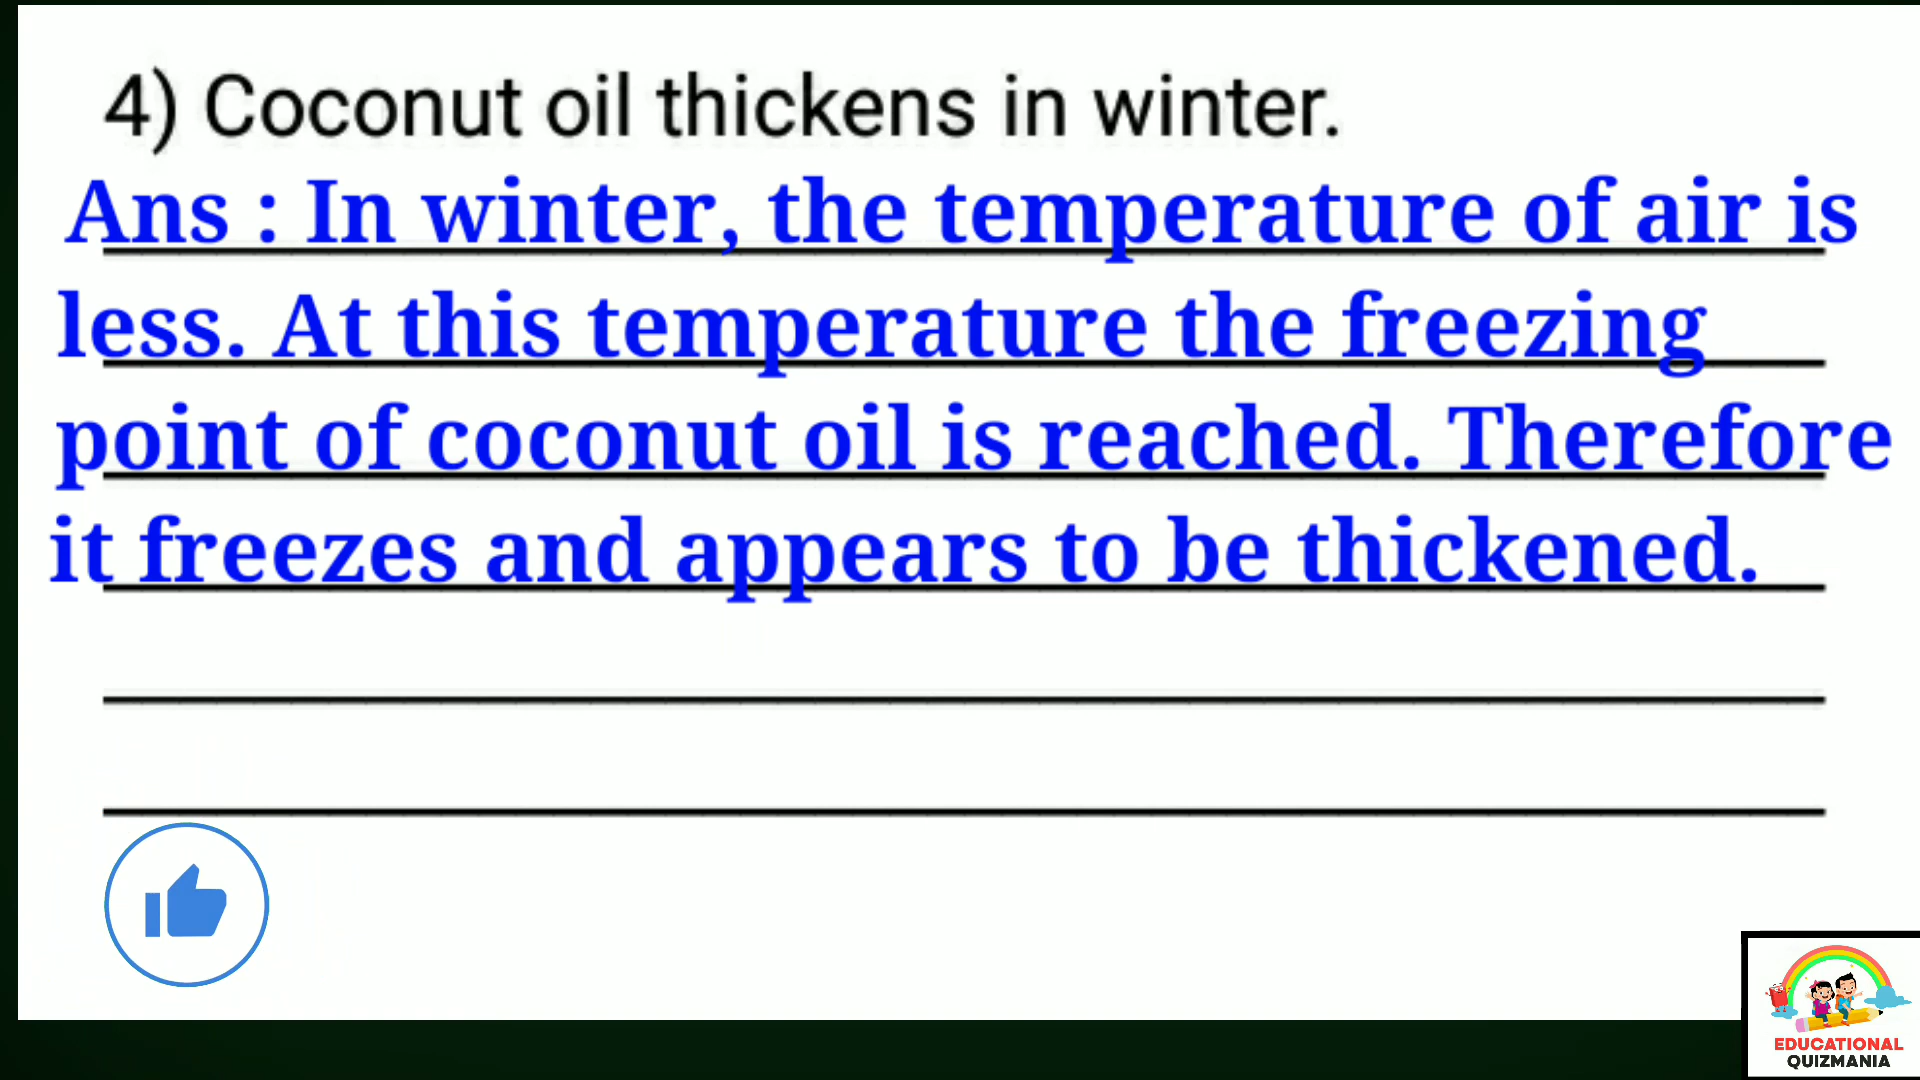 4) Coconut oil thickens in winter.
Ans : In winter, the temperature of air is
less. At this temperature the freezing
point of coconut oil is reached. Therefore
it freezes and appears to be thickened.
EDUCATIONAL
QUIZMANIA